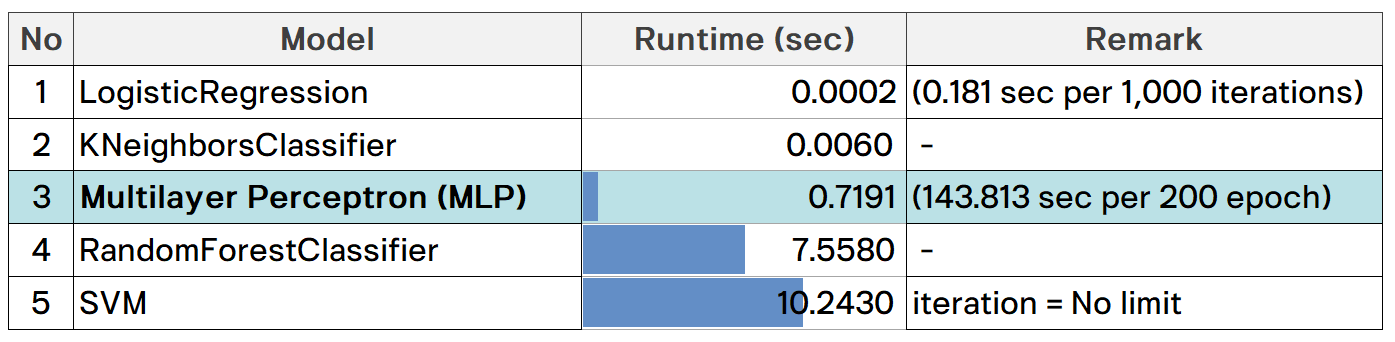 No Model Runtime (sec) Remark
1 LogisticRegression 0.0002 (0.181 sec per 1,000 iterations)
2 KNeighborsClassifier 0.0060 -
3 Multilayer Perceptron (MLP) 0.7191 (143.813 sec per 200 epoch)
4 RandomForestClassifier 7.5580 -
5 SVM 10.2430 iteration = No limit